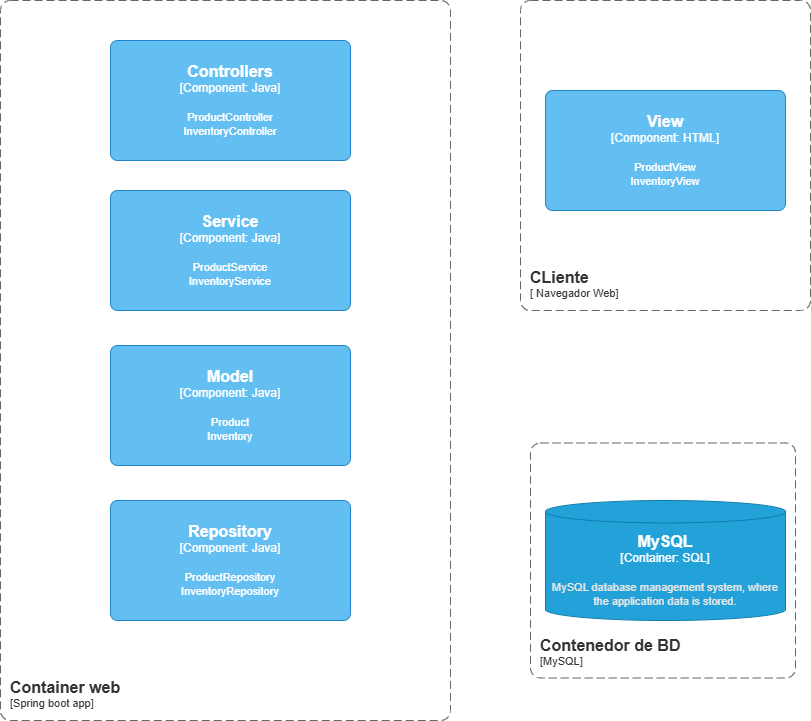 Controllers
[Component: Java]
ProductController
InventoryController
Service
[Component: Java]
ProductService
InventoryService
Model
[Component: Java]
Product
Inventory
Repository
[Component: Java]
ProductRepository
InventoryRepository
Container web
[Spring boot app]
View
[Component: HTML]
ProductView
InventoryView
CLiente
[ Navegador Web]
MySQL
[Container: SQL]
MySQL database management system, where
the application data is stored.
Contenedor de BD
[MySQL]